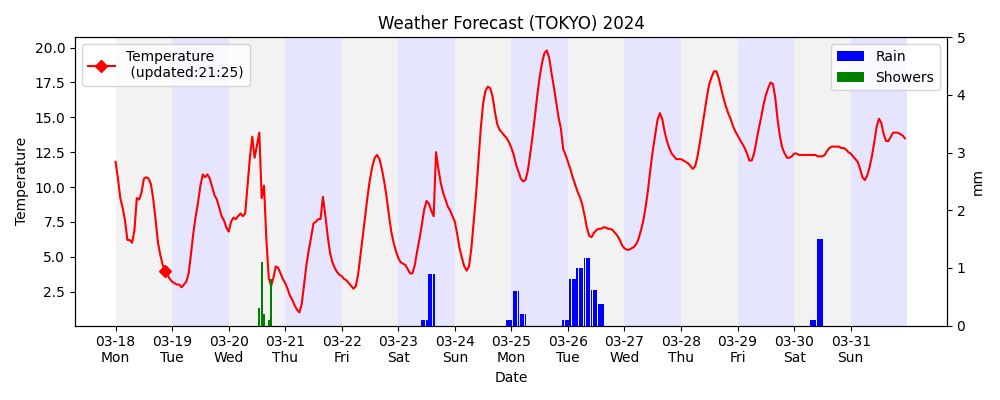 Weather Forecast (TOKYO) 2024
Temperature
(updated:21:25)
Rain
Showers
20.0
17.5
15.0
12.5
10.0
7.5
5.0
2.5
Temperature
5
4
3
2
1
0
mm
03-18 03-19 03-20 03-21 03-22 03-23 03-24 03-25 03-26 03-27 03-28 03-29 03-30 03-31
Mon Tue Wed Thu Fri Sat Sun Mon Tue Wed Thu Fri Sat Sun
Date